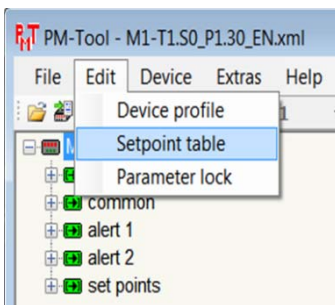 PM-Tool - M1-T1.S0_P1.30_EN.xml
File Edit Device Extras Help
Device profile
Setpoint table
Parameter lock
common
alert 1
alert 2
set points